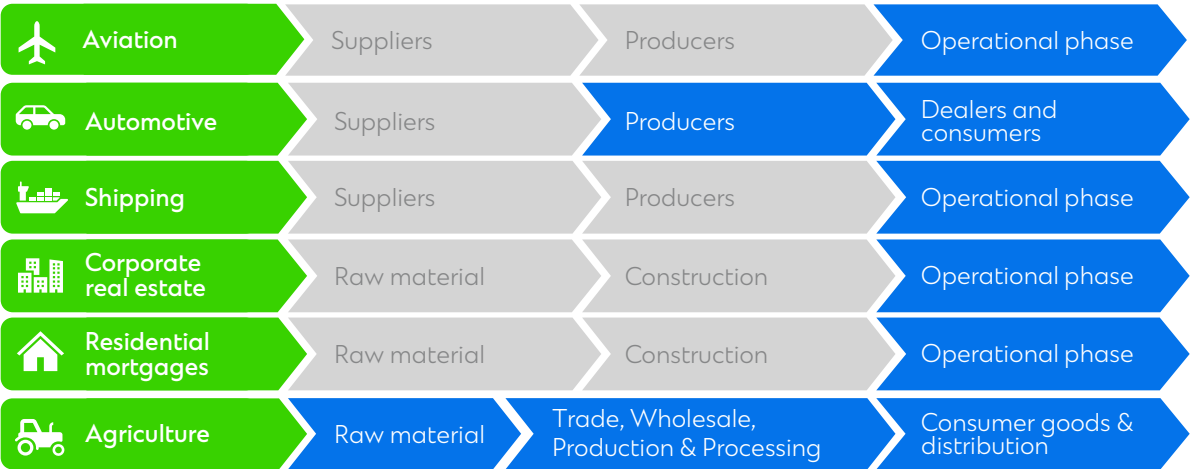 Aviation
Suppliers
Producers
Operational phase
Automotive
Suppliers
Producers
Dealers and
consumers
Shipping
Suppliers
Producers
Operational phase
Corporate
real estate
Raw material
Construction
Operational phase
Residential
mortgages
Raw material
Construction
Operational phase
Agriculture
Raw material
Trade, Wholesale,
Production & Processing
Consumer goods &
distribution